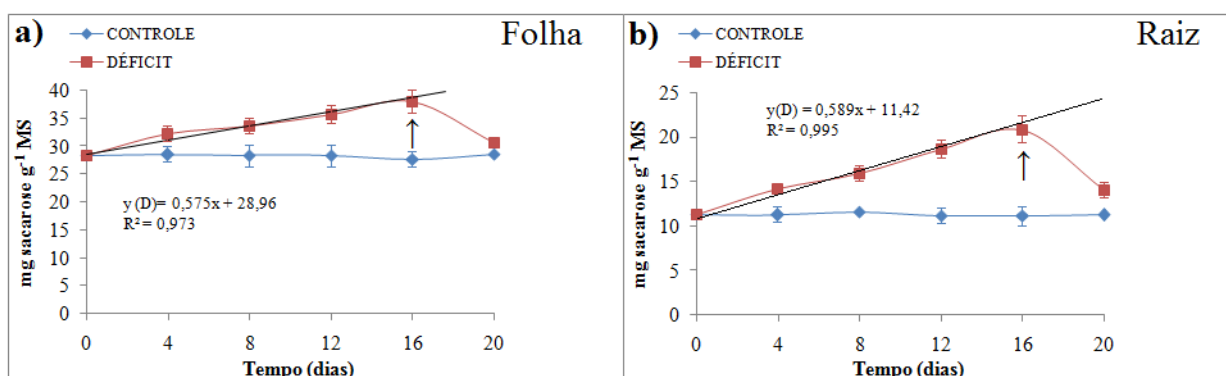 a)
CONTROLE
Folha
DÉFICIT
mg sacarose g⁻¹ MS
40
35
30
25
20
15
10
5
0
y (D)= 0,575x + 28,96
R² = 0,973
↑
0 4 8 12 16 20
Tempo (dias)
b)
CONTROLE
Raiz
DÉFICIT
mg sacarose g⁻¹ MS
25
20
15
10
5
0
y(D) = 0,589x + 11,42
R² = 0,995
↑
0 4 8 12 16 20
Tempo (dias)